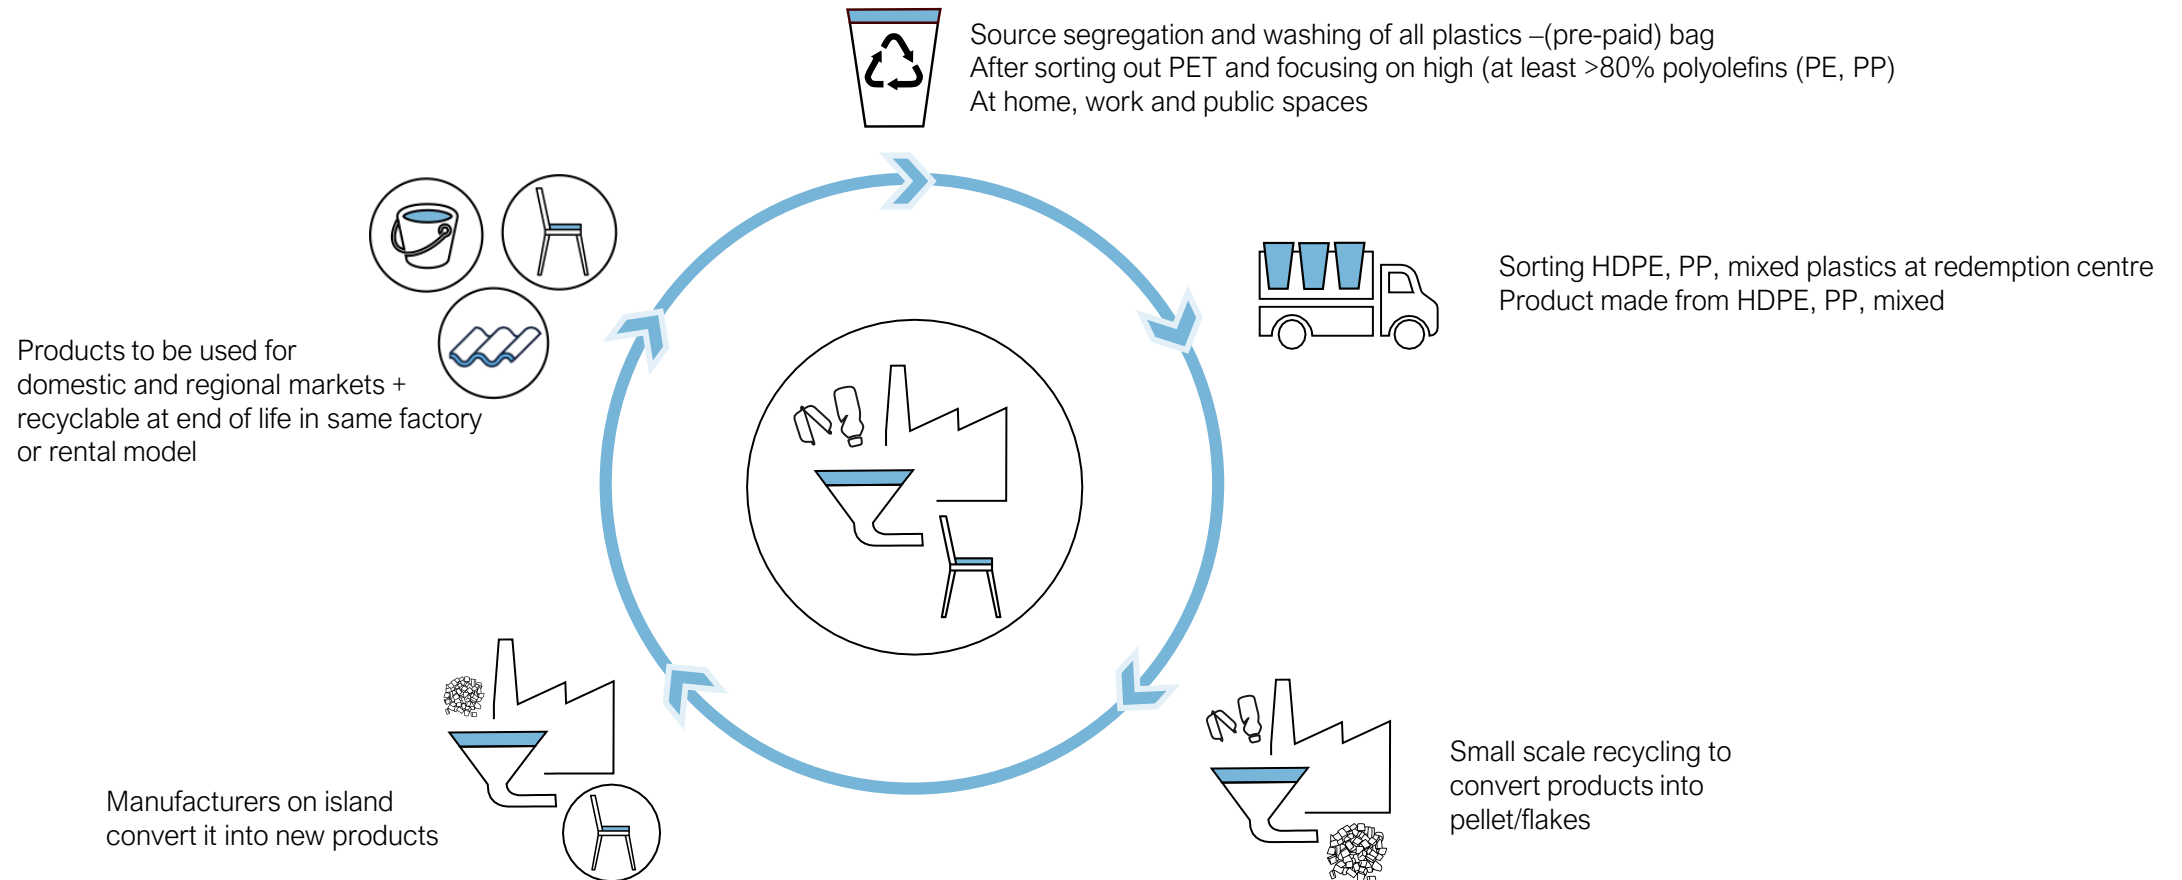 Source segregation and washing of all plastics –(pre-paid) bag
After sorting out PET and focusing on high (at least >80% polyolefins (PE, PP)
At home, work and public spaces
Sorting HDPE, PP, mixed plastics at redemption centre
Product made from HDPE, PP, mixed
Small scale recycling to
convert products into
pellet/flakes
Manufacturers on island
convert it into new products
Products to be used for
domestic and regional markets +
recyclable at end of life in same factory
or rental model